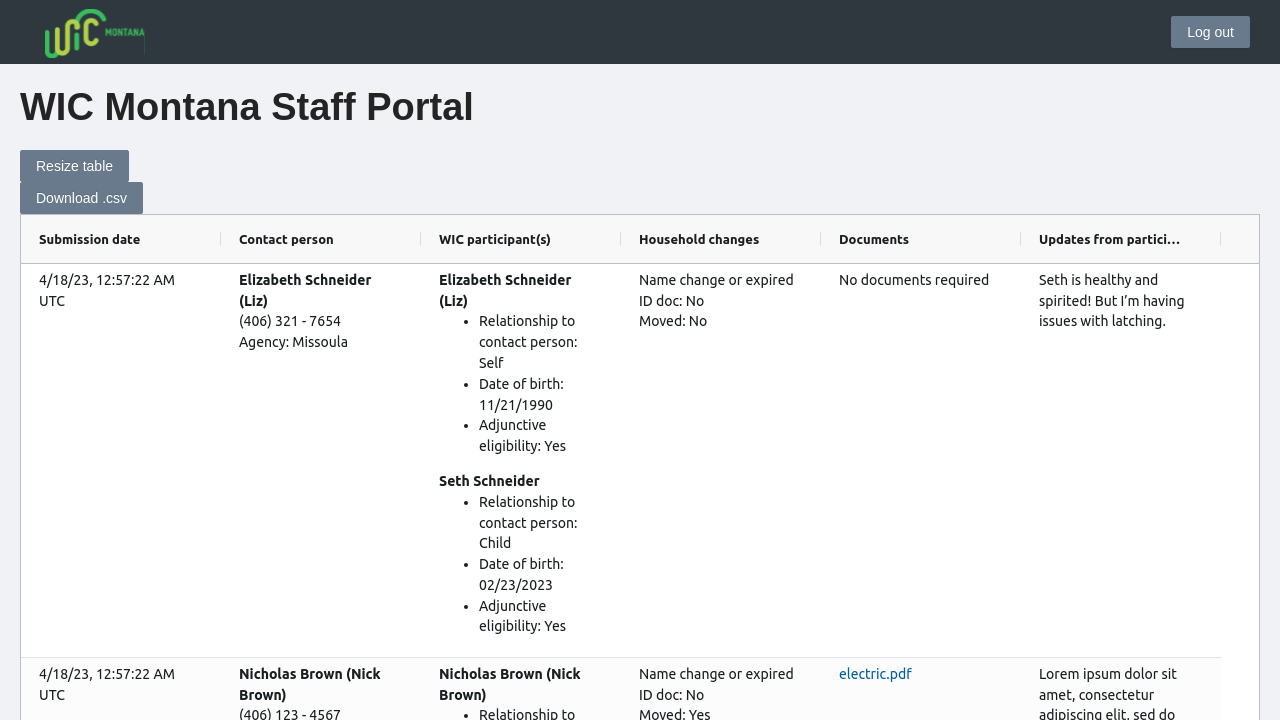 WIC MONTANA
Log out
WIC Montana Staff Portal
Resize table
Download .csv
Submission date
Contact person
WIC participant(s)
Household changes
Documents
Updates from partici…
4/18/23, 12:57:22 AM
UTC
Elizabeth Schneider
(Liz)
(406) 321 - 7654
Agency: Missoula
Elizabeth Schneider
(Liz)
• Relationship to
contact person:
Self
• Date of birth:
11/21/1990
• Adjunctive
eligibility: Yes
Seth Schneider
• Relationship to
contact person:
Child
• Date of birth:
02/23/2023
• Adjunctive
eligibility: Yes
Name change or expired
ID doc: No
Moved: No
No documents required
Seth is healthy and
spirited! But I’m having
issues with latching.
4/18/23, 12:57:22 AM
UTC
Nicholas Brown (Nick
Brown)
(406) 123 - 4567
Nicholas Brown (Nick
Brown)
• Relationship to
Name change or expired
ID doc: No
Moved: Yes
electric.pdf
Lorem ipsum dolor sit
amet, consectetur
adipiscing elit, sed do